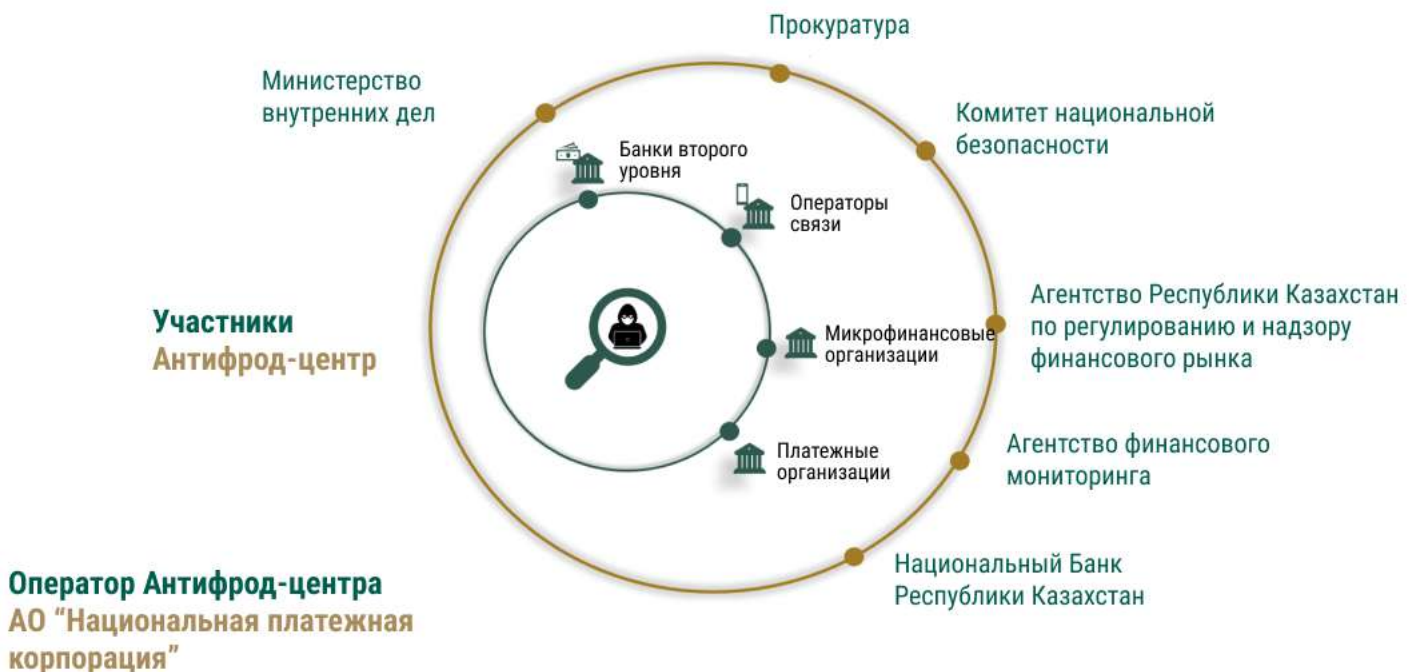 Прокуратура
Министерство
внутренних дел
Комитет национальной
безопасности
Банки второго
уровня
Операторы
связи
Участники
Антифрод-центр
Микрофинансовые
организации
Агентство Республики Казахстан
по регулированию и надзору
финансового рынка
Платежные
организации
Агентство финансового
мониторинга
Национальный Банк
Республики Казахстан
Оператор Антифрод-центра
АО “Национальная платежная
корпорация”